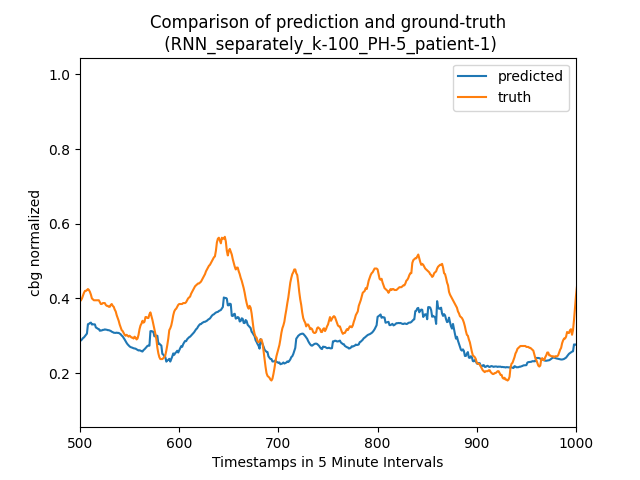 Comparison of prediction and ground-truth
(RNN_separately_k-100_PH-5_patient-1)
predicted
truth
cbg normalized
1.0
0.8
0.6
0.4
0.2
500 600 700 800 900 1000
Timestamps in 5 Minute Intervals